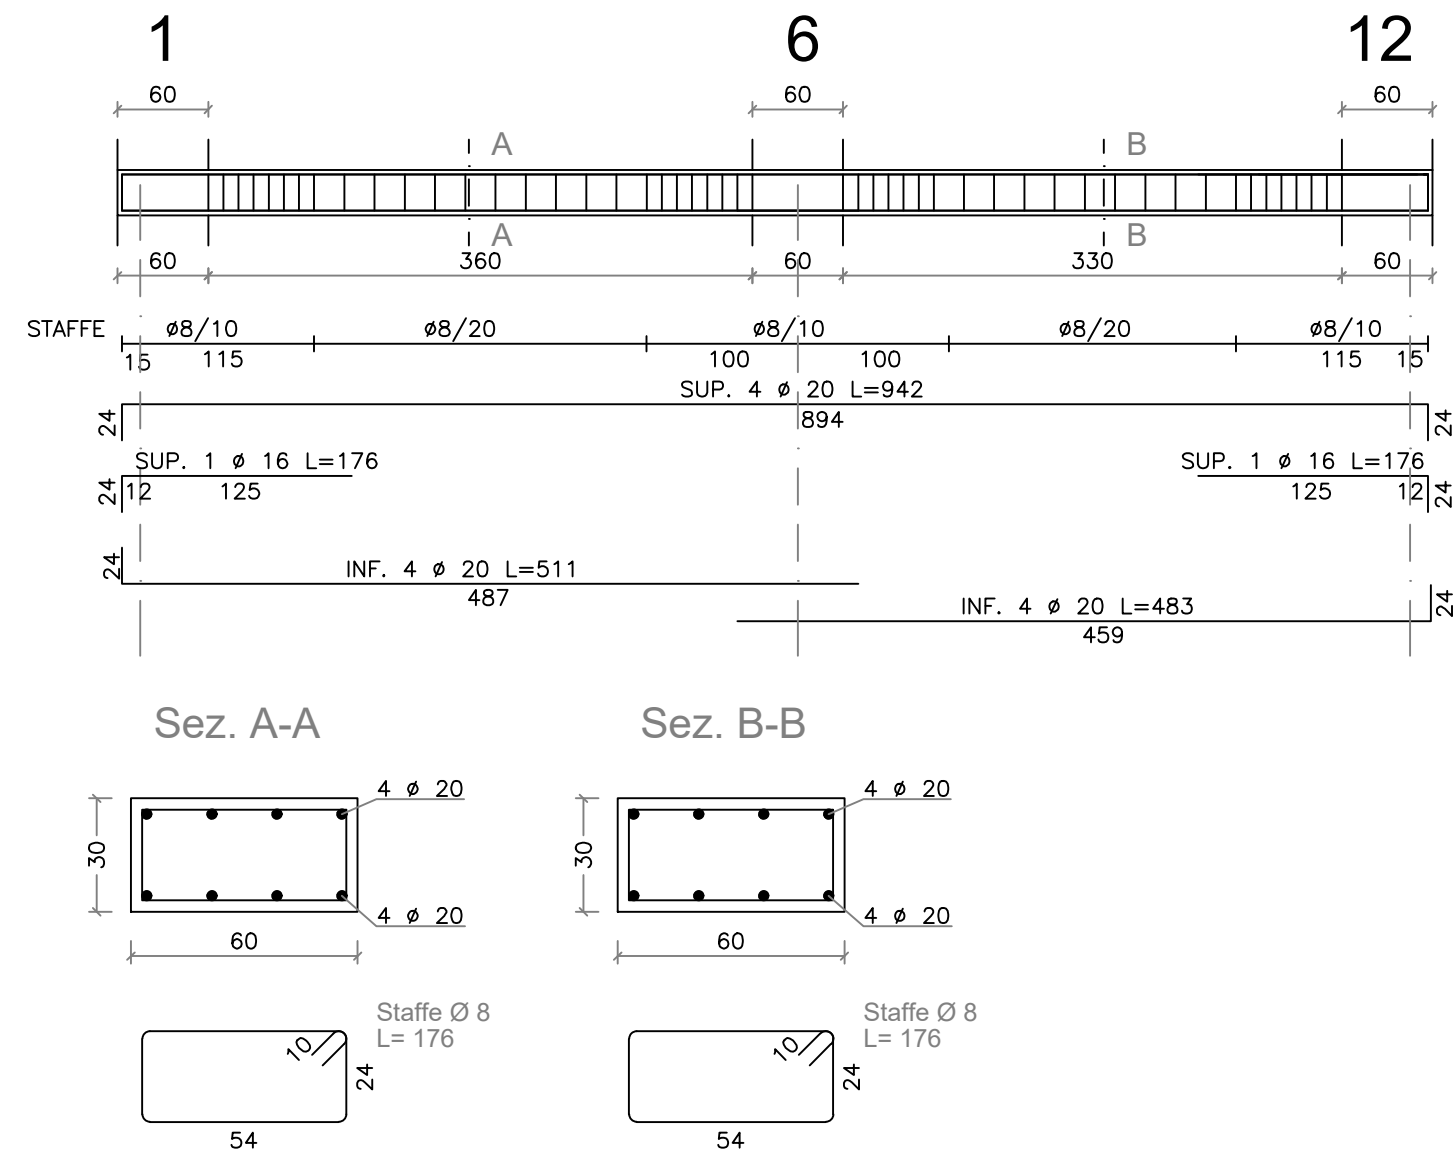 1 6 12
60 60 60
A B
A B
60 360 60 330 60
STAFFE ø8/10 ø8/20 ø8/10 ø8/20 ø8/10
15 115 100 100 115 15
SUP. 4 ø 20 L=942
24 894 24
SUP. 1 ø 16 L=176 SUP. 1 ø 16 L=176
24 12 125 125 12 24
24 INF. 4 ø 20 L=511
487
INF. 4 ø 20 L=483 24
459
Sez. A-A Sez. B-B
4 ø 20 4 ø 20
30 30
4 ø 20 4 ø 20
60 60
Staffe Ø 8 Staffe Ø 8
L= 176 L= 176
10 10
24 24
54 54